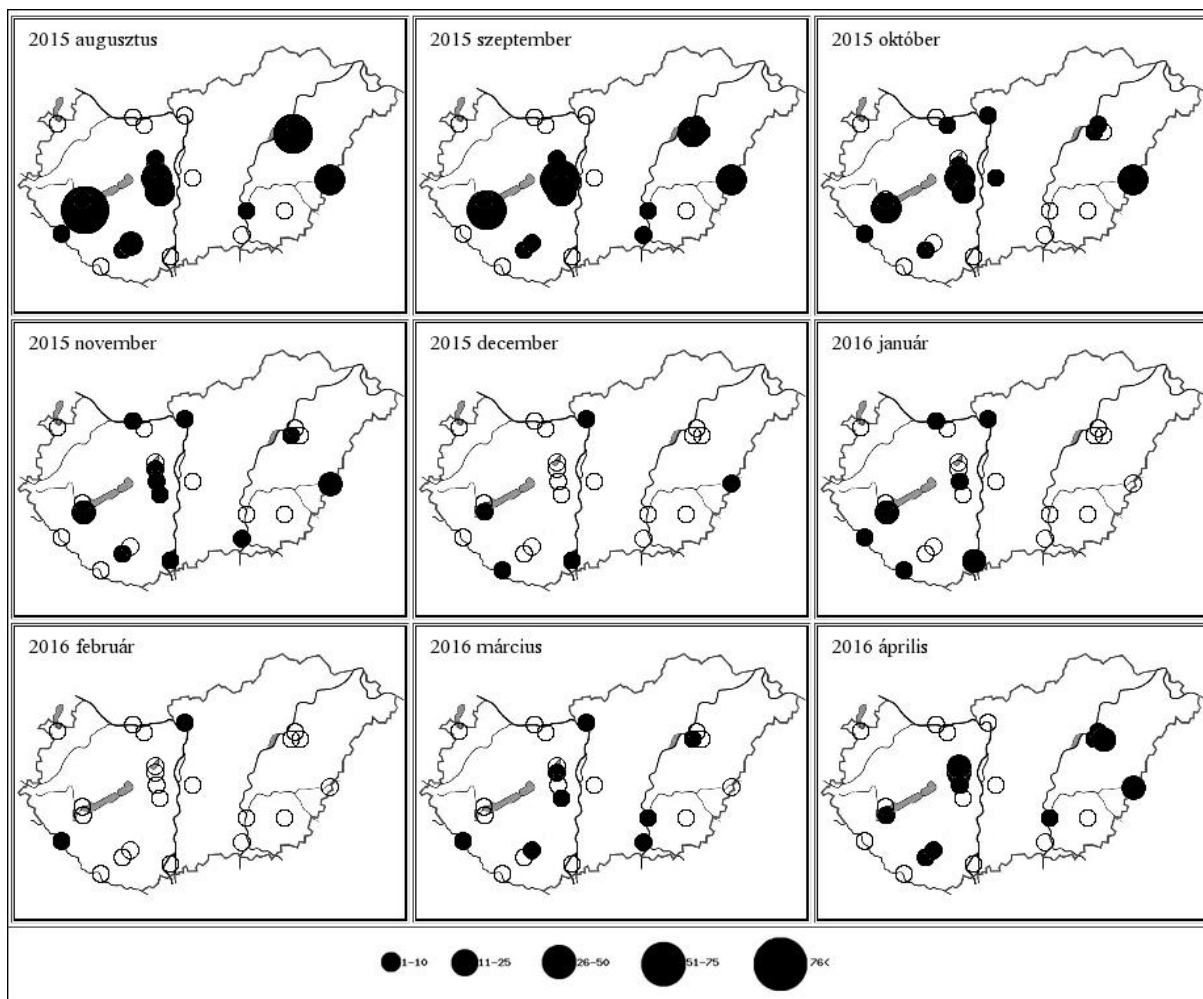 2015 augusztus
2015 szeptember
2015 október
2015 november
2015 december
2016 január
2016 február
2016 március
2016 április
1-10 11-25 26-50 51-75 76<